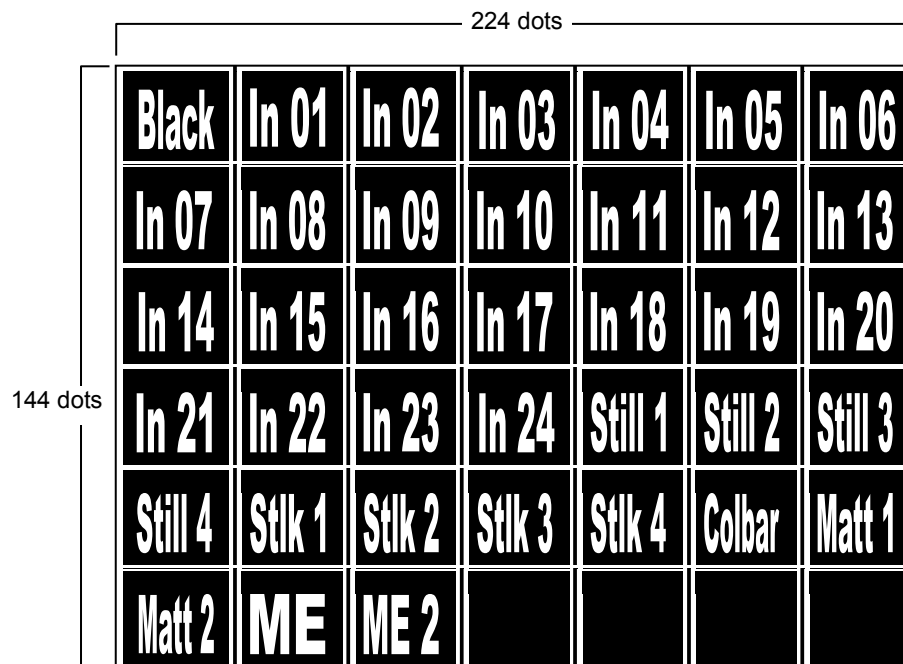 224 dots
144 dots
Black In 01 In 02 In 03 In 04 In 05 In 06
In 07 In 08 In 09 In 10 In 11 In 12 In 13
In 14 In 15 In 16 In 17 In 18 In 19 In 20
In 21 In 22 In 23 In 24 Still 1 Still 2 Still 3
Still 4 Stlk 1 Stlk 2 Stlk 3 Stlk 4 Colbar Matt 1
Matt 2 ME ME 2